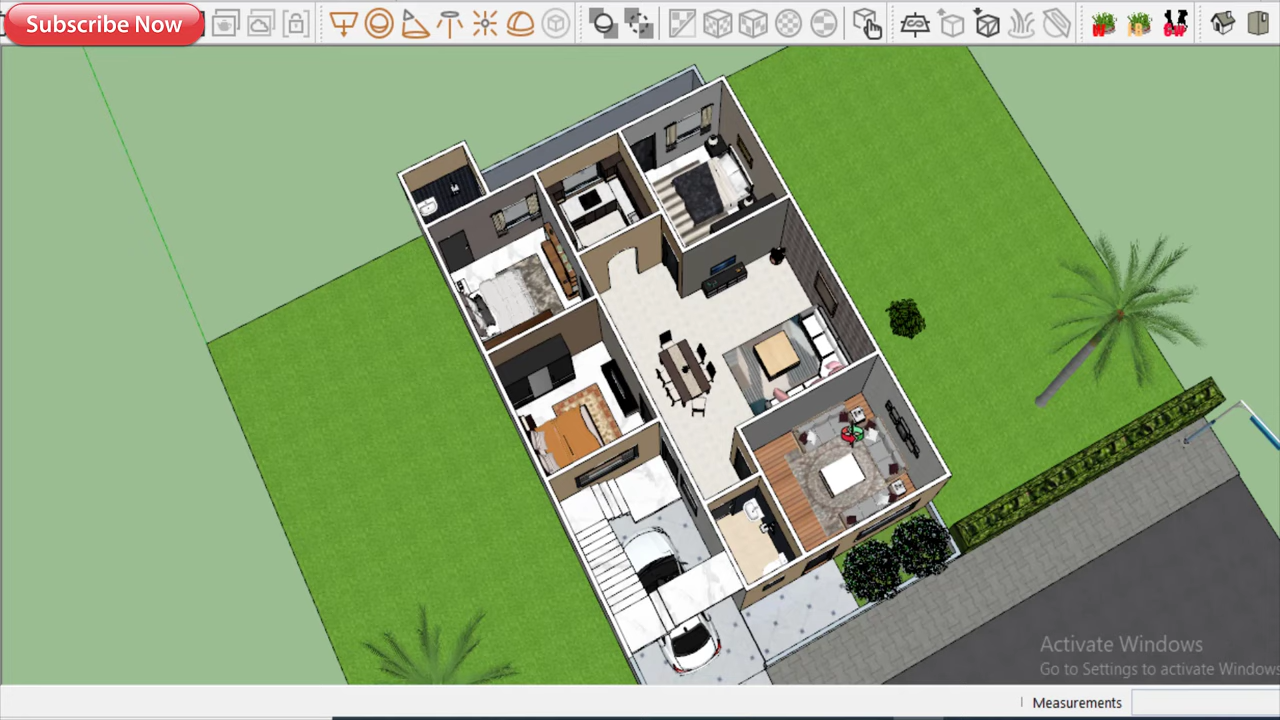 Subscribe Now
Activate Windows
Go to Settings to activate Windows
Measurements